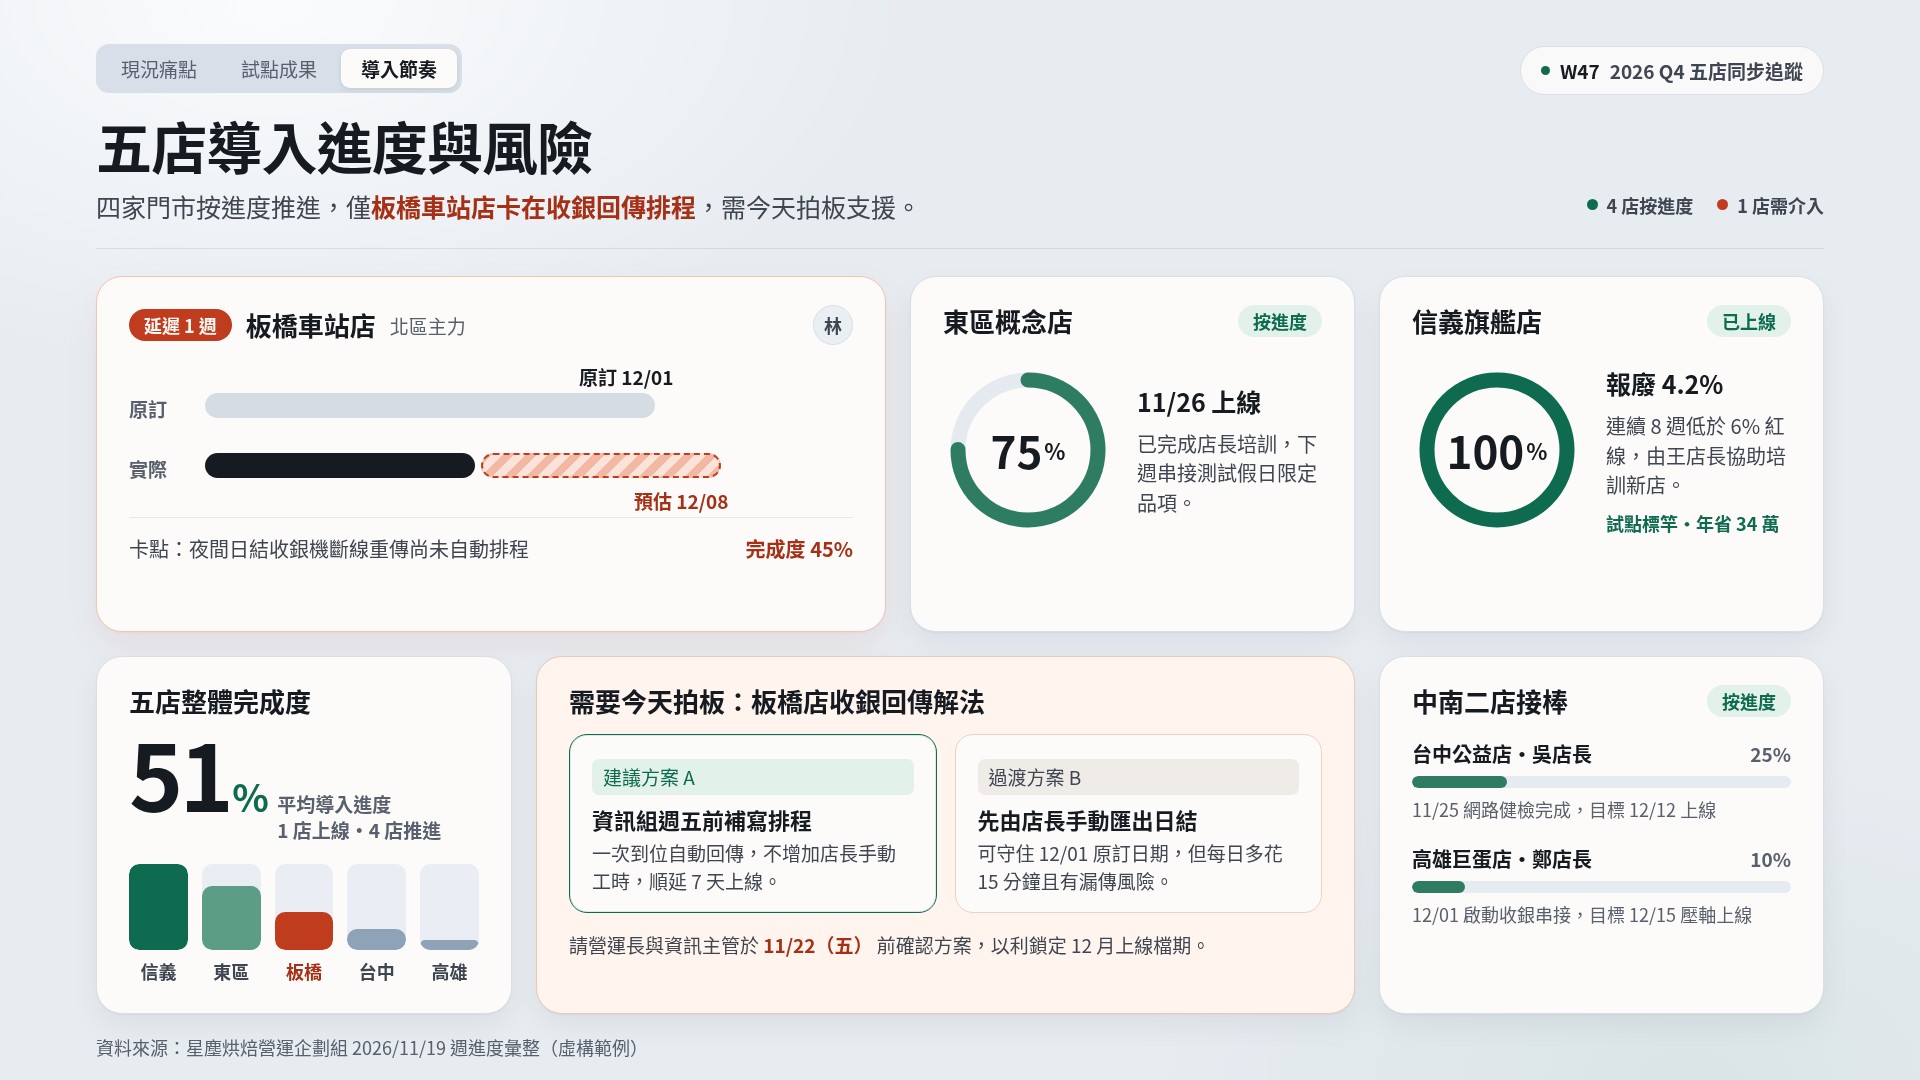 現況痛點
試點成果
導入節奏
W47 2026 Q4 五店同步追蹤
五店導入進度與風險
四家門市按進度推進，僅板橋車站店卡在收銀回傳排程，需今天拍板支援。
4 店按進度
1 店需介入
延遲 1 週
板橋車站店
北區主力
林
原訂 12/01
原訂
實際
預估 12/08
卡點：夜間日結收銀機斷線重傳尚未自動排程
完成度 45%
東區概念店
按進度
75%
11/26 上線
已完成店長培訓，下
週串接測試假日限定
品項。
信義旗艦店
已上線
100%
報廢 4.2%
連續 8 週低於 6% 紅
線，由王店長協助培
訓新店。
試點標竿・年省 34 萬
五店整體完成度
51%
平均導入進度
1 店上線・4 店推進
信義
東區
板橋
台中
高雄
需要今天拍板：板橋店收銀回傳解法
建議方案 A
資訊組週五前補寫排程
一次到位自動回傳，不增加店長手動
工時，順延 7 天上線。
過渡方案 B
先由店長手動匯出日結
可守住 12/01 原訂日期，但每日多花
15 分鐘且有漏傳風險。
請營運長與資訊主管於 11/22（五） 前確認方案，以利鎖定 12 月上線檔期。
中南二店接棒
按進度
台中公益店・吳店長
25%
11/25 網路健檢完成，目標 12/12 上線
高雄巨蛋店・鄭店長
10%
12/01 啟動收銀串接，目標 12/15 壓軸上線
資料來源：星塵烘焙營運企劃組 2026/11/19 週進度彙整（虛構範例）